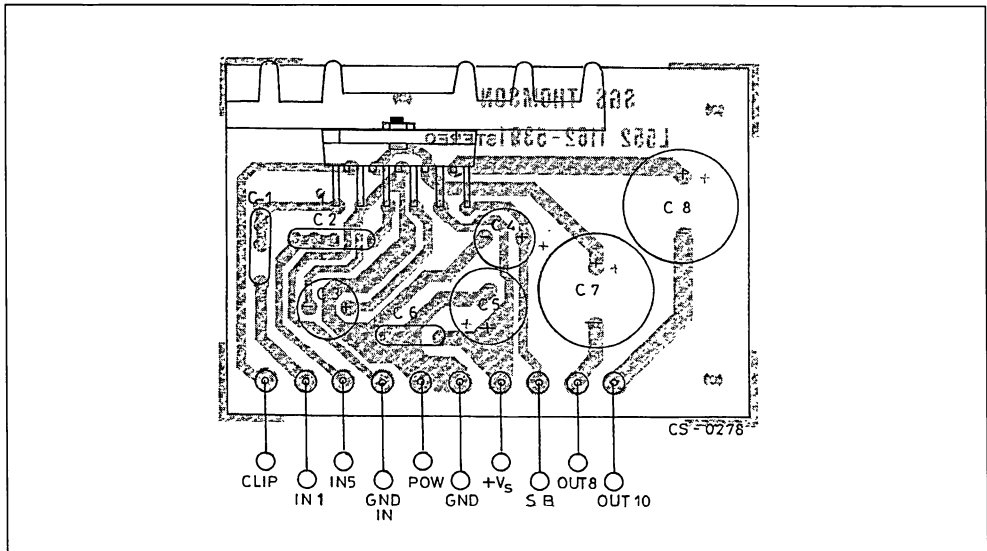 SGS THOMSON
STEREO
C 8
C-1
C 2
C 4
C 7
C 5
C 6
CS-0278
CLIP
IN 1
IN5
GND IN
POW
GND
+Vs
S B
OUT8
OUT 10